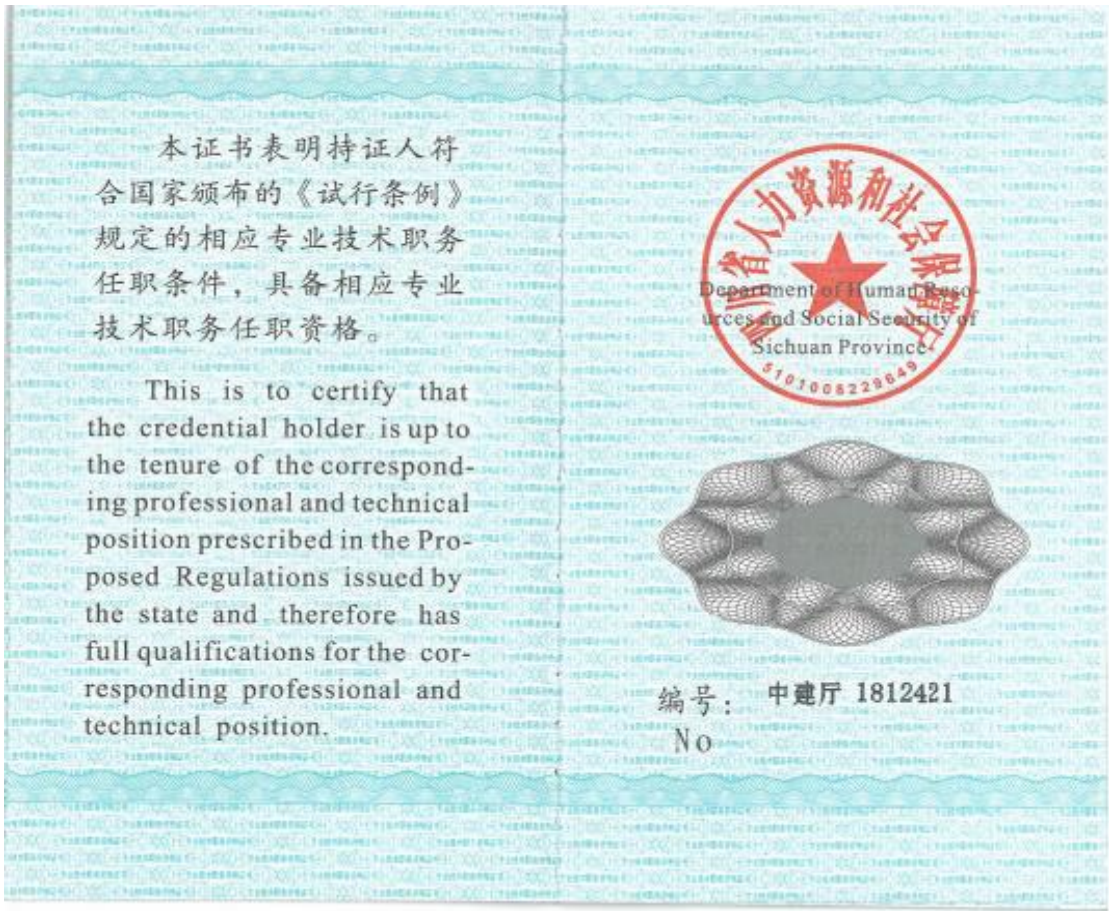 本证书表明持证人符
合国家颁布的《试行条例》
规定的相应专业技术职务
任职条件，具备相应专业
技术职务任职资格。
This is to certify that
the credential holder is up to
the tenure of the correspond-
ing professional and technical
position prescribed in the Pro-
posed Regulations issued by
the state and therefore has
full qualifications for the cor-
responding professional and
technical position.
四川省人力资源和社会保障厅
Department of Human Reso-
urces and Social Security of
Sichuan Province
5101008229649
编号： 中建厅 1812421
No